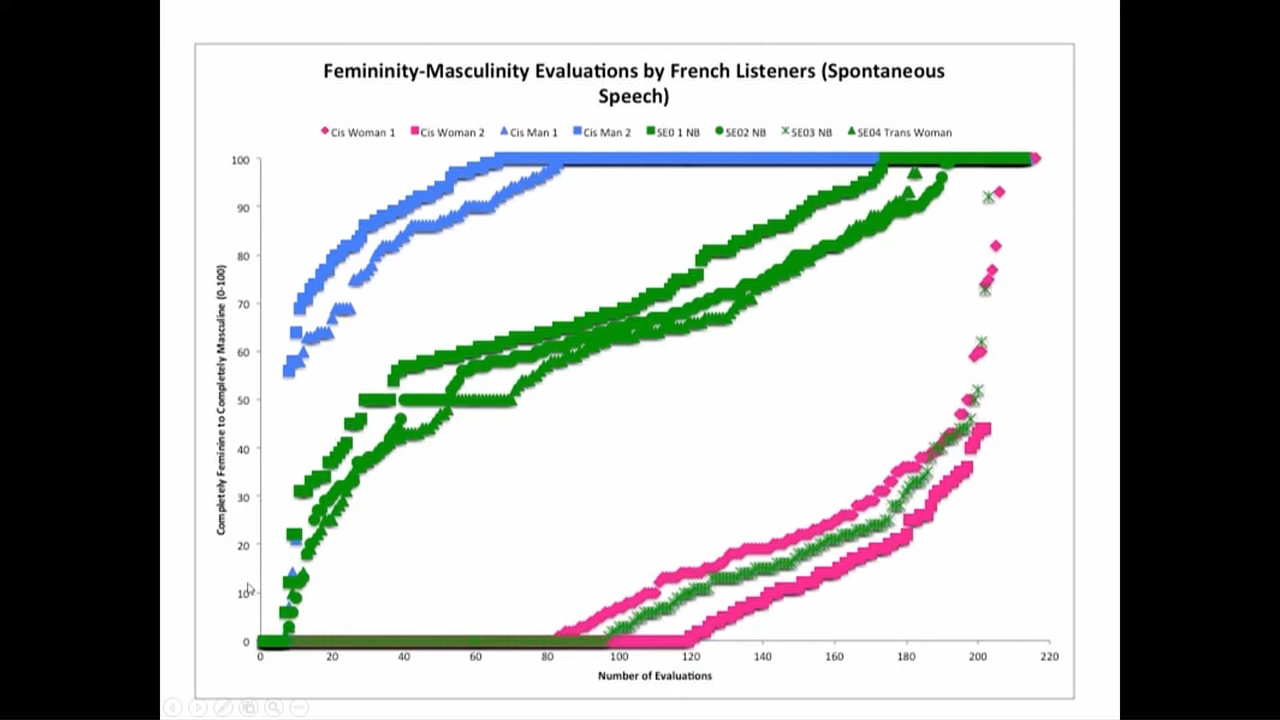 Femininity-Masculinity Evaluations by French Listeners (Spontaneous
Speech)
Cis Woman 1 Cis Woman 2 Cis Man 1 Cis Man 2 SE0 1 NB SE02 NB SE03 NB SE04 Trans Woman
100
90
80
70
60
50
40
30
20
10
0
Completely Feminine to Completely Masculine (0-100)
0 20 40 60 80 100 120 140 160 180 200 220
Number of Evaluations